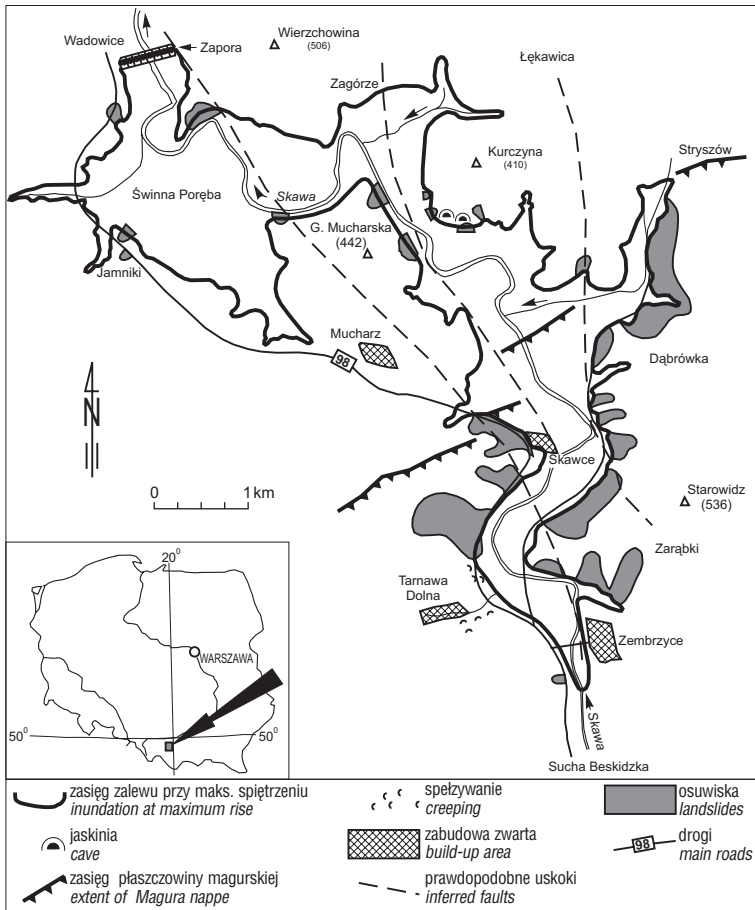 Wadowice
Zapora
Wierzchowina
(506)
Łękawica
Zagórze
Kurczyna
(410)
Stryszów
Świnna Poręba
Skawa
G. Mucharska
(442)
Jamniki
Mucharz
98
Dąbrówka
N
0 1 km
Skawce
Starowidz
(536)
Zarąbki
Tarnawa
Dolna
Zembrzyce
Skawa
Sucha Beskidzka
20⁰
WARSZAWA
50⁰ 50⁰
zasięg zalewu przy maks. spiętrzeniu
inundation at maximum rise
jaskinia
cave
zasięg płaszczowiny magurskiej
extent of Magura nappe
spełzywanie
creeping
zabudowa zwarta
build-up area
prawdopodobne uskoki
inferred faults
osuwiska
landslides
98
drogi
main roads